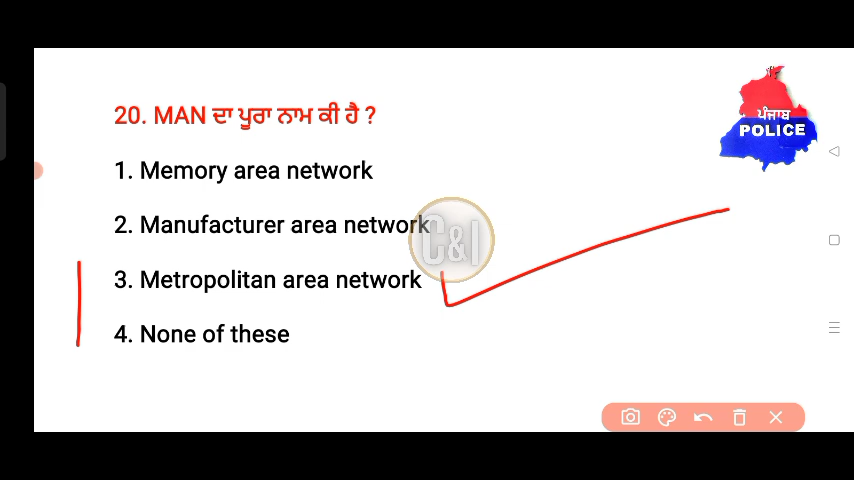 20. MAN ਦਾ ਪੂਰਾ ਨਾਮ ਕੀ ਹੈ ?
ਪੰਜਾਬ
POLICE
1. Memory area network
2. Manufacturer area network
C&I
3. Metropolitan area network
4. None of these